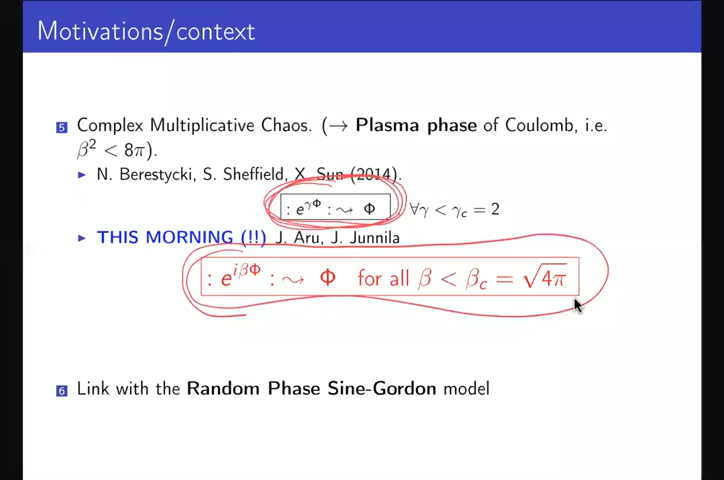 Motivations/context
5 Complex Multiplicative Chaos. (→ Plasma phase of Coulomb, i.e.
β² < 8π).
▶ N. Berestycki, S. Sheffield, X. Sun (2014).
: e^{γΦ} : ⇝ Φ ∀γ < γ_c = 2
▶ THIS MORNING (!!) J. Aru, J. Junnila
: e^{iβΦ} : ⇝ Φ for all β < β_c = √4π
6 Link with the Random Phase Sine-Gordon model